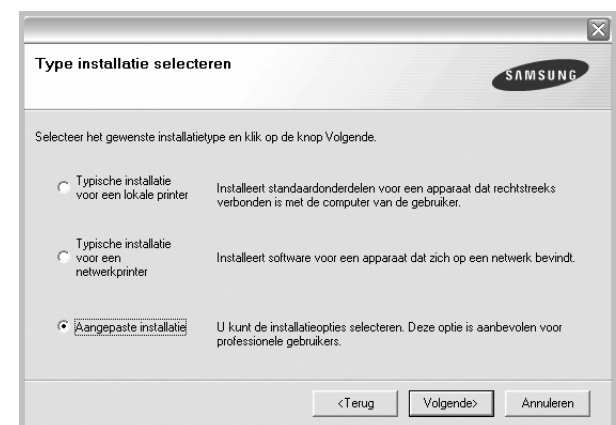 Type installatie selecteren
SAMSUNG
Selecteer het gewenste installatietype en klik op de knop Volgende.
Typische installatie
voor een lokale printer
Installeert standaardonderdelen voor een apparaat dat rechtstreeks
verbonden is met de computer van de gebruiker.
Typische installatie
voor een
netwerkprinter
Installeert software voor een apparaat dat zich op een netwerk bevindt.
Aangepaste installatie
U kunt de installatieopties selecteren. Deze optie is aanbevolen voor
professionele gebruikers.
<Terug
Volgende>
Annuleren